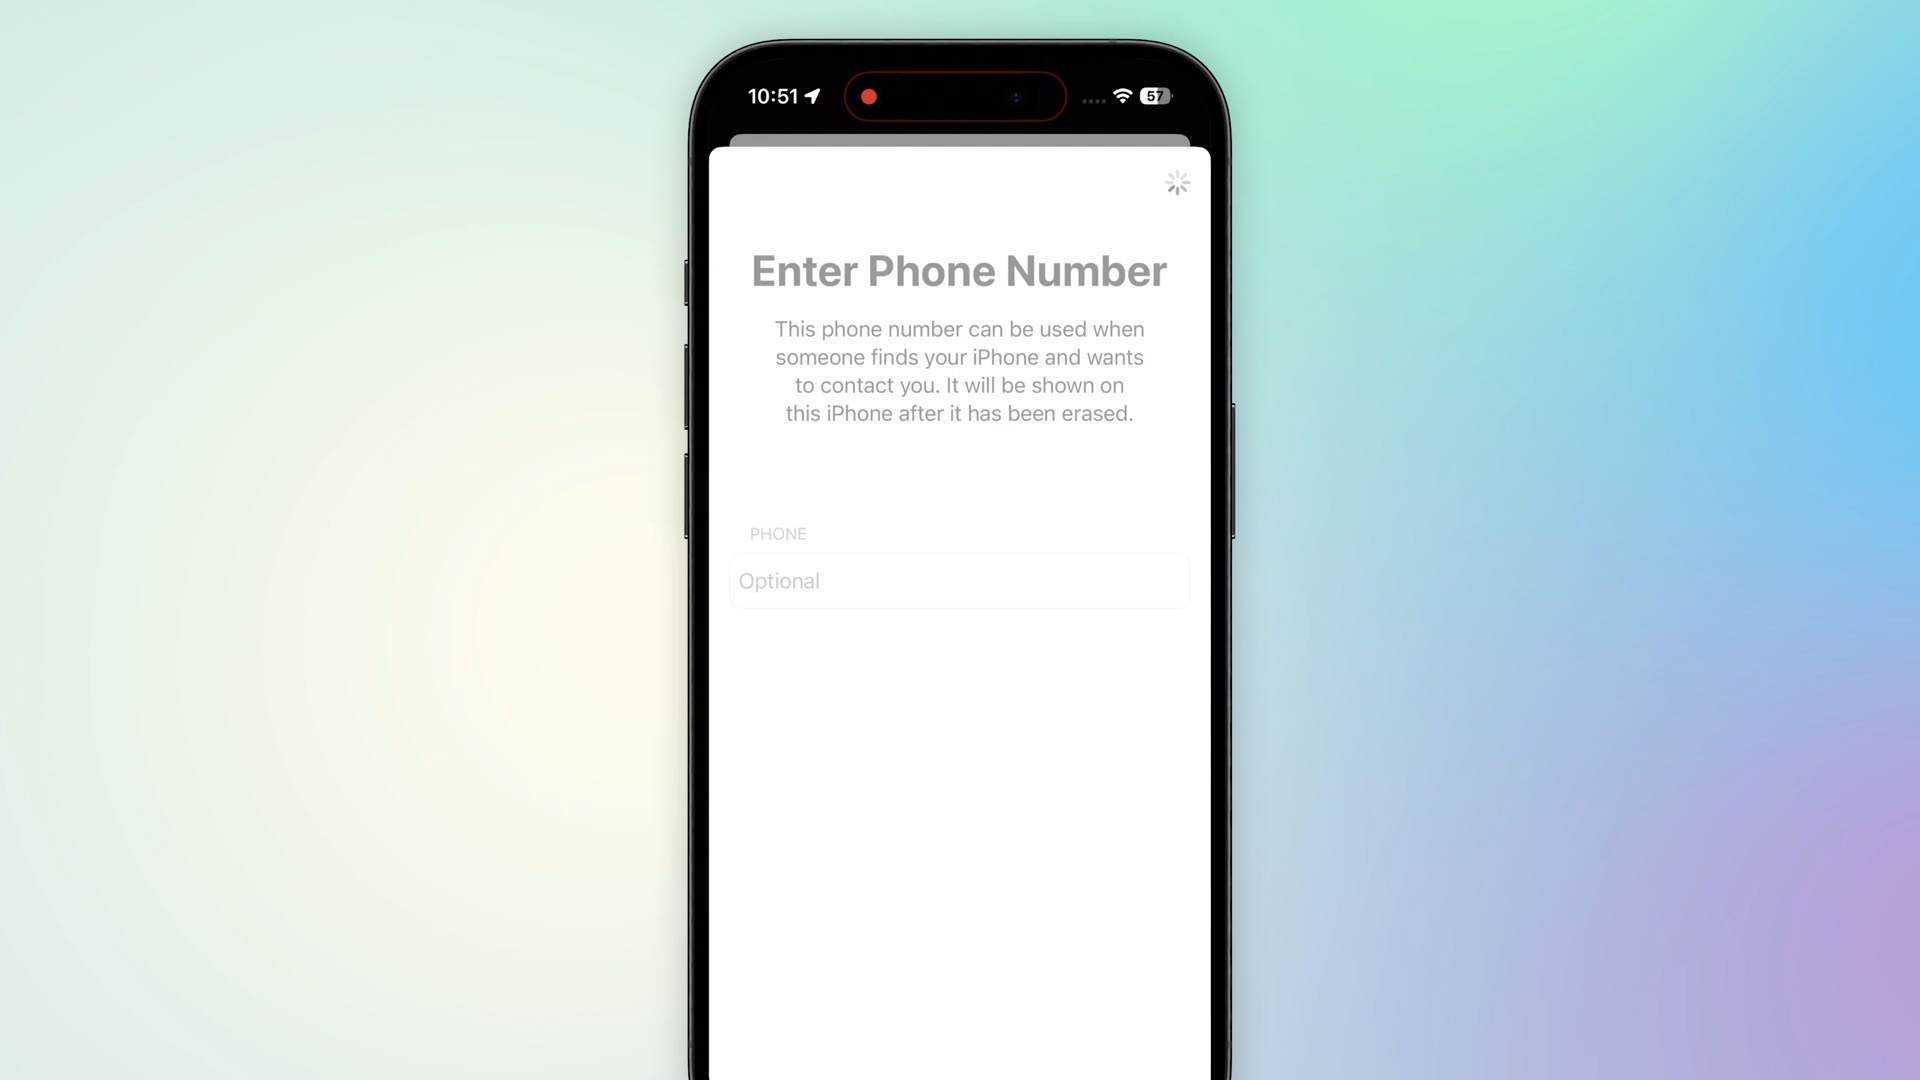 10:51
57
Enter Phone Number
This phone number can be used when
someone finds your iPhone and wants
to contact you. It will be shown on
this iPhone after it has been erased.
PHONE
Optional